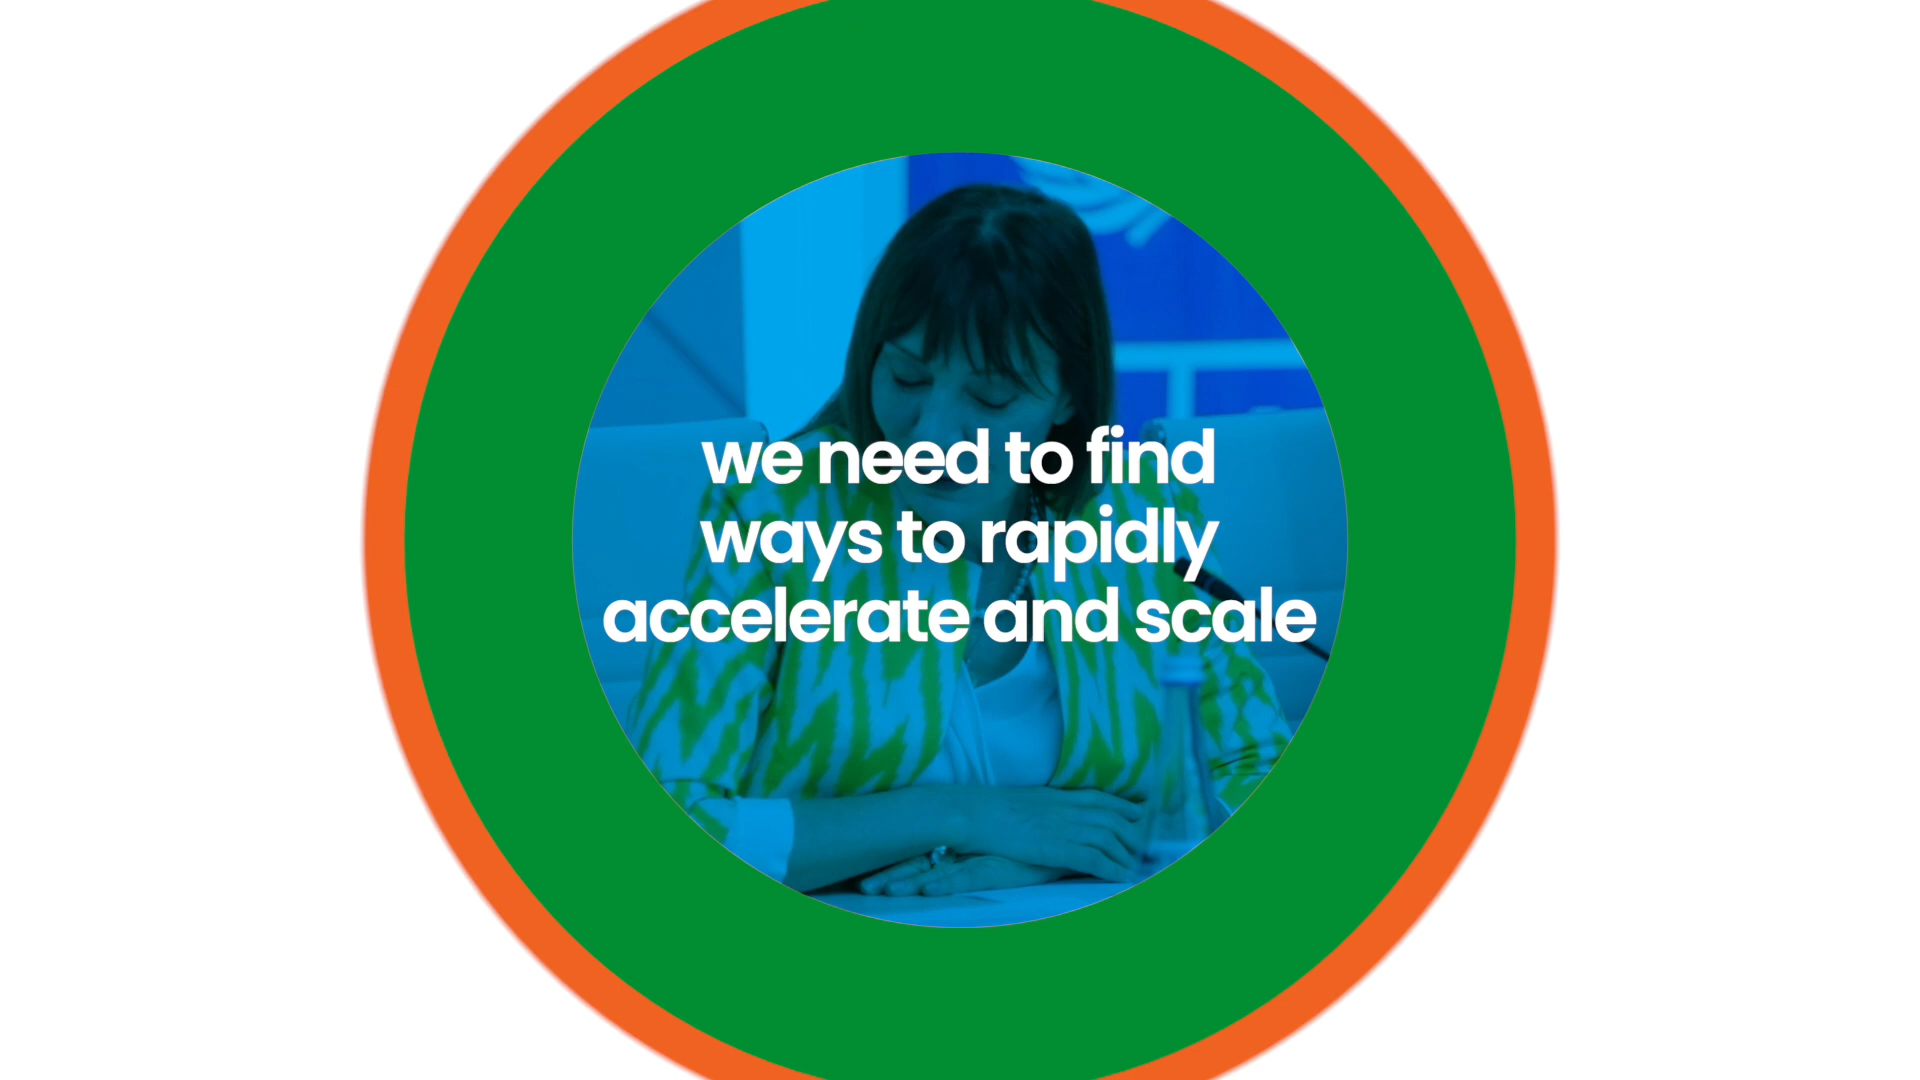 we need to find
ways to rapidly
accelerate and scale